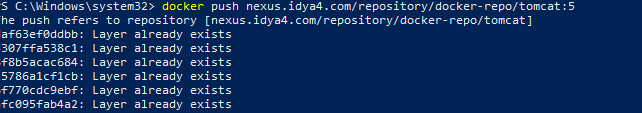 PS C:\Windows\system32> docker push nexus.idya4.com/repository/docker-repo/tomcat:5
The push refers to repository [nexus.idya4.com/repository/docker-repo/tomcat]
af63ef0ddbb: Layer already exists
307ffa538c1: Layer already exists
f8b5acac684: Layer already exists
5786a1cf1cb: Layer already exists
f770cdc9ebf: Layer already exists
fc095fab4a2: Layer already exists